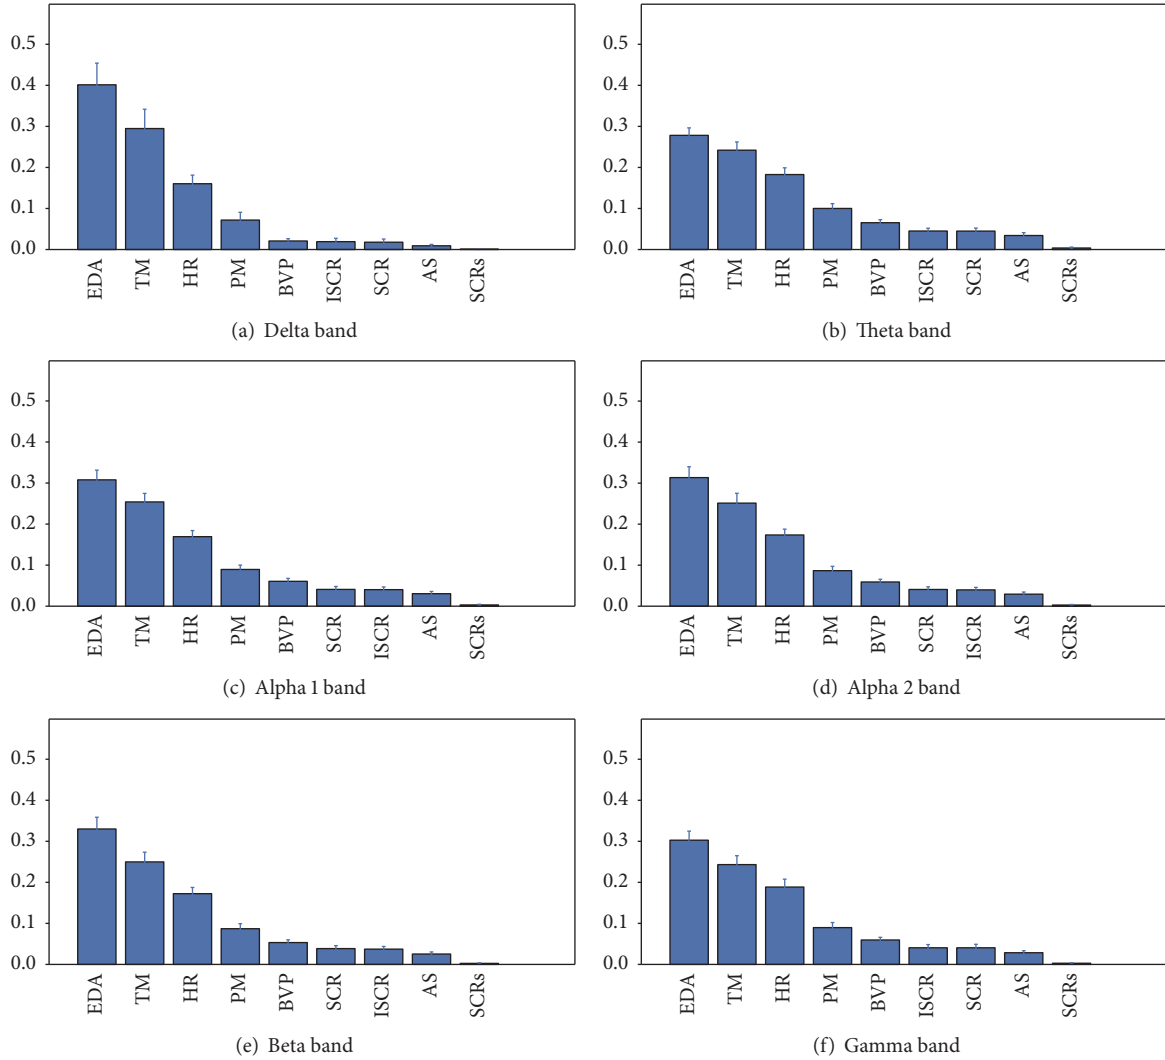 0.5
0.4
0.3
0.2
0.1
0.0
EDA
TM
HR
PM
BVP
ISCR
SCR
AS
SCRs
(a) Delta band
0.5
0.4
0.3
0.2
0.1
0.0
EDA
TM
HR
PM
BVP
ISCR
SCR
AS
SCRs
(b) Theta band
0.5
0.4
0.3
0.2
0.1
0.0
EDA
TM
HR
PM
BVP
SCR
ISCR
AS
SCRs
(c) Alpha 1 band
0.5
0.4
0.3
0.2
0.1
0.0
EDA
TM
HR
PM
BVP
SCR
ISCR
AS
SCRs
(d) Alpha 2 band
0.5
0.4
0.3
0.2
0.1
0.0
EDA
TM
HR
PM
BVP
SCR
ISCR
AS
SCRs
(e) Beta band
0.5
0.4
0.3
0.2
0.1
0.0
EDA
TM
HR
PM
BVP
ISCR
SCR
AS
SCRs
(f) Gamma band